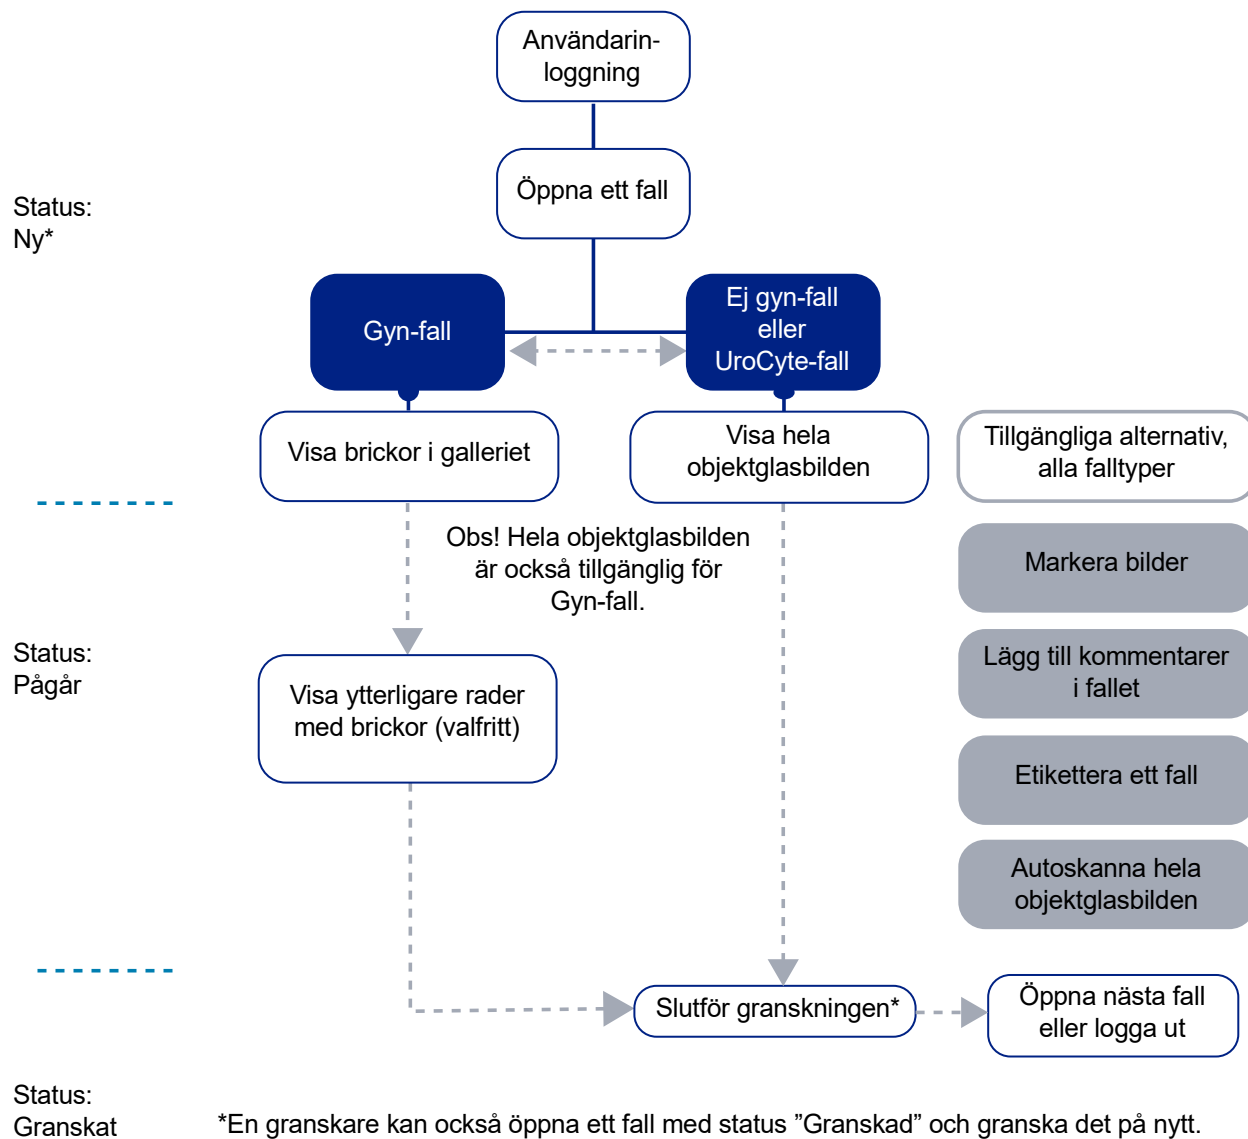 Användarin-
loggning
Öppna ett fall
Status:
Ny*
Gyn-fall
Ej gyn-fall
eller
UroCyte-fall
Visa brickor i galleriet
Visa hela
objektglasbilden
Tillgängliga alternativ,
alla falltyper
Obs! Hela objektglasbilden
är också tillgänglig för
Gyn-fall.
Markera bilder
Status:
Pågår
Lägg till kommentarer
i fallet
Visa ytterligare rader
med brickor (valfritt)
Etikettera ett fall
Autoskanna hela
objektglasbilden
Slutför granskningen*
Öppna nästa fall
eller logga ut
Status:
Granskat
*En granskare kan också öppna ett fall med status ”Granskad” och granska det på nytt.